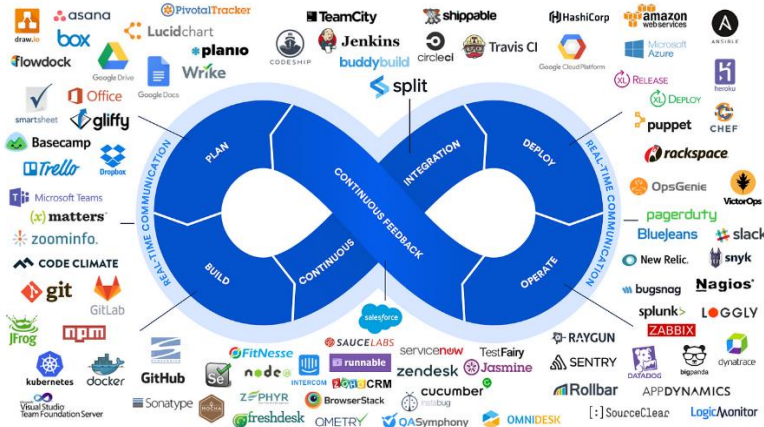 draw.io
asana
PivotalTracker
box
Lucidchart
flowdock
Google Drive
planio
Google Docs
Wrike
smartsheet
Office
gliffy
Basecamp
Trello
Dropbox
TeamCity
shippable
CODESHIP
Jenkins
circleci
Travis CI
buddybuild
split
HashiCorp
amazon
web services
ANSIBLE
Google Cloud Platform
Microsoft
Azure
XL RELEASE
heroku
XL DEPLOY
puppet
CHEF
rackspace
REAL-TIME COMMUNICATION
PLAN
BUILD
CONTINUOUS
INTEGRATION
CONTINUOUS FEEDBACK
DEPLOY
OPERATE
REAL-TIME COMMUNICATION
Microsoft Teams
(x) matters
zoominfo.
OpsGenie
VictorOps
pagerduty
BlueJeans
slack
CODE CLIMATE
git
GitLab
JFrog
npm
kubernetes
docker
GitHub
Visual Studio
Team Foundation Server
Sonatype
New Relic.
snyk
bugsnag
Nagios
splunk>
LOGGLY
ZABBIX
RAYGUN
SENTRY
DATADOG
bigpanda
dynatrace
Rollbar
APPDYNAMICS
[:]SourceClear
LogicMonitor
salesforce
SAUCELABS
FitNesse
Se
node
INTERCOM
runnable
servicenow
TestFairy
Jasmine
ZOHO CRM
zendesk
MOCHA
ZEPHYR
BrowserStack
cucumber
instabug
freshdesk
QMETRY
QASymphony
OMNIDESK